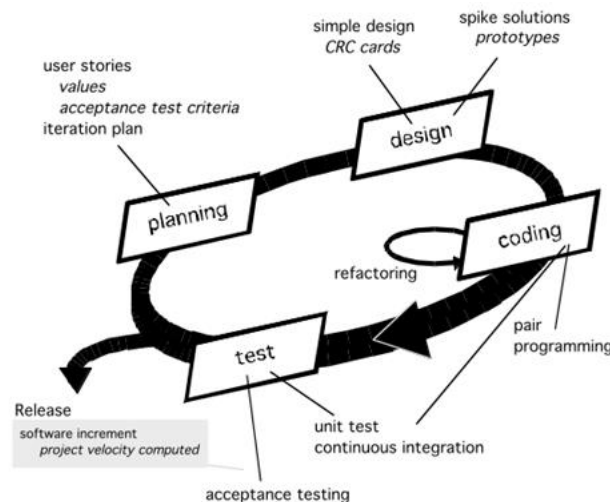 spike solutions
prototypes
simple design
CRC cards
user stories
values
acceptance test criteria
iteration plan
design
planning
coding
refactoring
pair
programming
test
unit test
continuous integration
Release
software increment
project velocity computed
acceptance testing